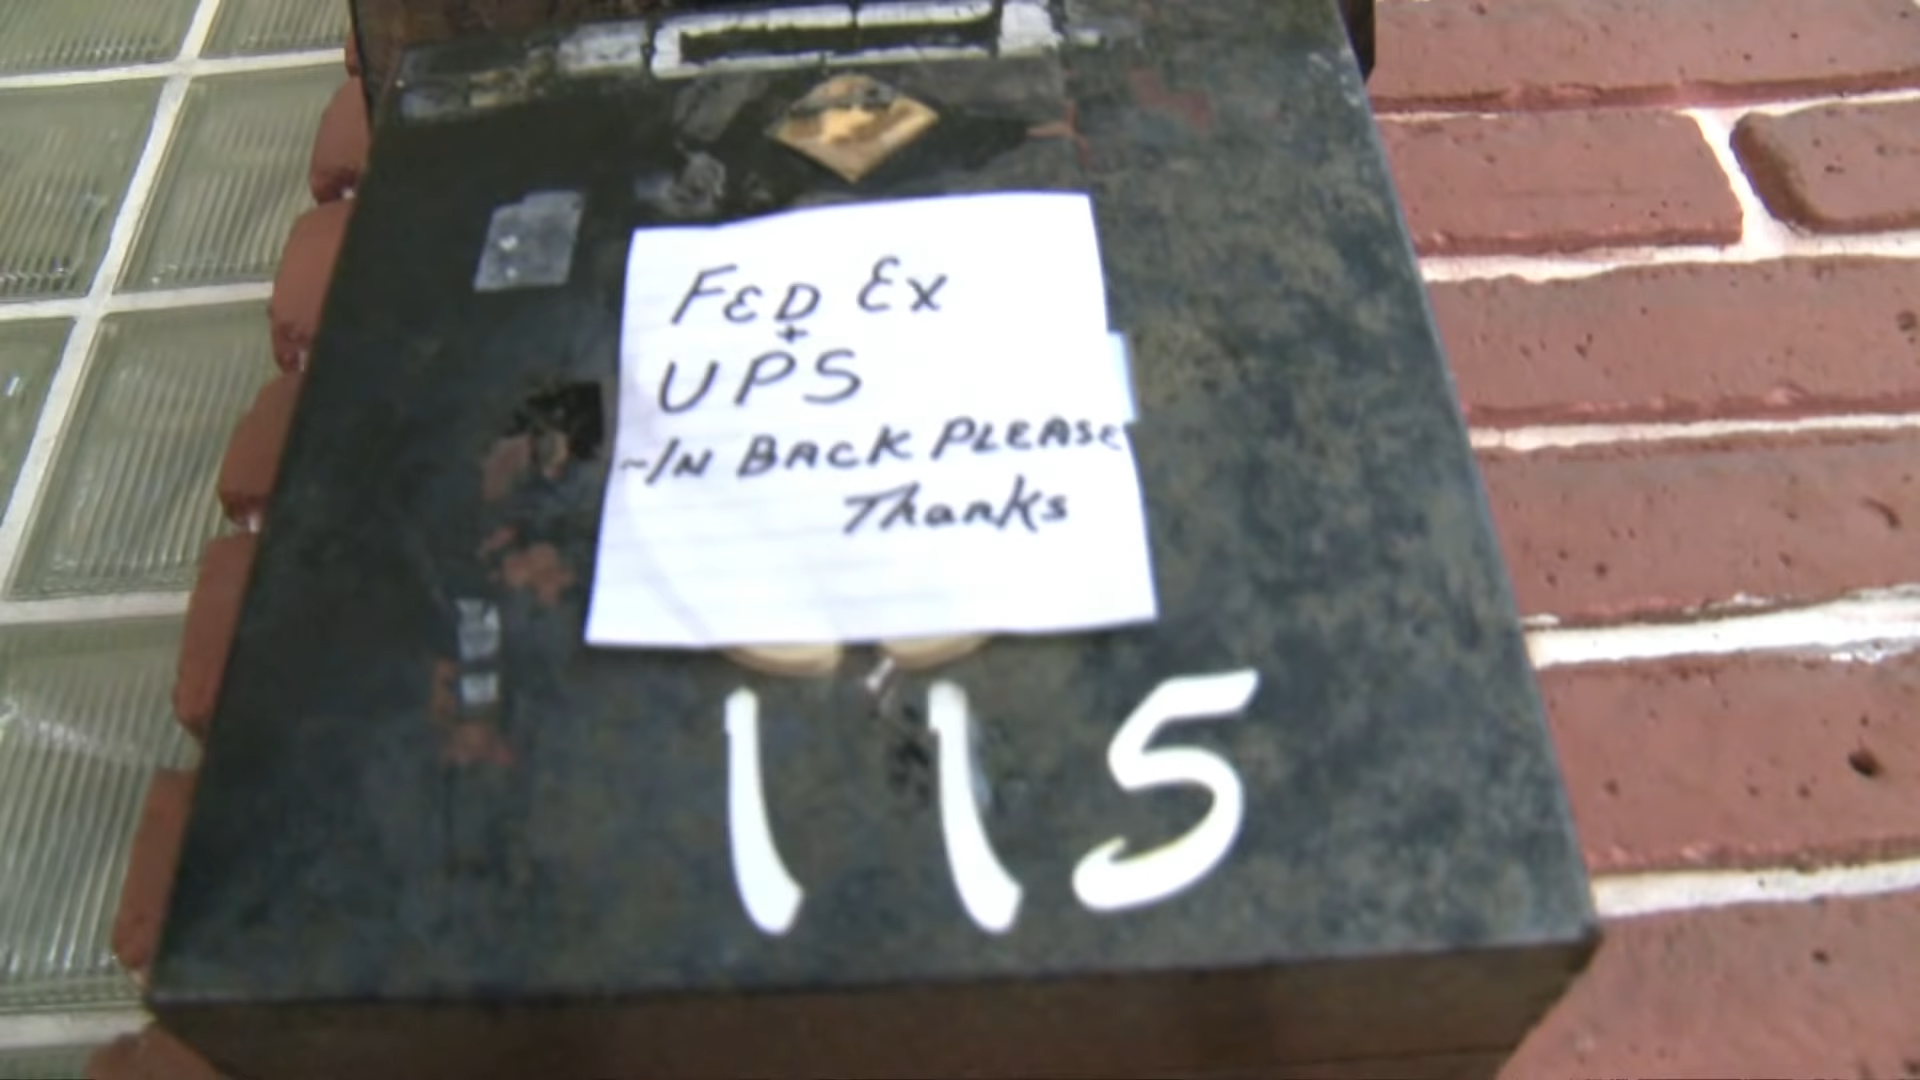 FED EX
+
UPS
~IN BACK PLEASE
Thanks
115